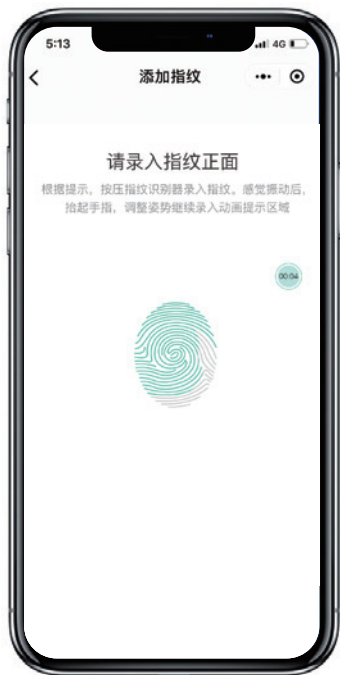 5:13
4G
添加指纹
请录入指纹正面
根据提示，按压指纹识别器录入指纹。感觉振动后，
抬起手指，调整姿势继续录入动画提示区域
00:04